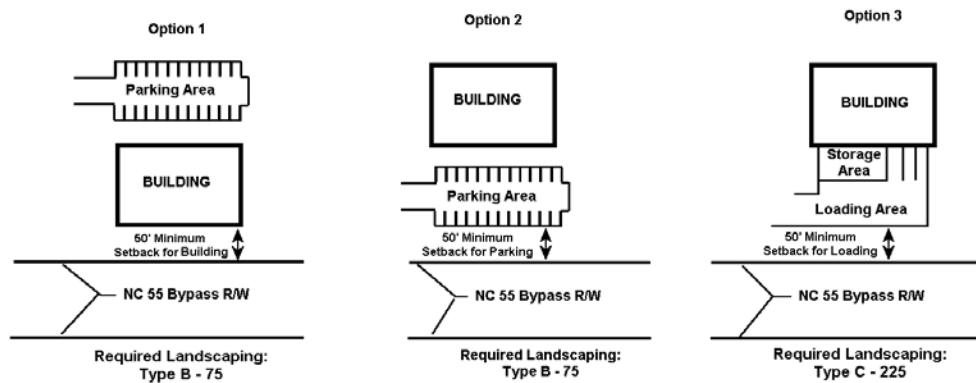 Option 1
Parking Area
BUILDING
50' Minimum
Setback for Building
NC 55 Bypass R/W
Required Landscaping:
Type B - 75
Option 2
BUILDING
Parking Area
50' Minimum
Setback for Parking
NC 55 Bypass R/W
Required Landscaping:
Type B - 75
Option 3
BUILDING
Storage
Area
Loading Area
50' Minimum
Setback for Loading
NC 55 Bypass R/W
Required Landscaping:
Type C - 225